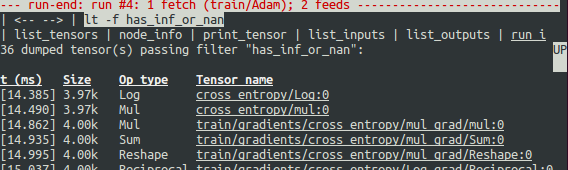 --- run-end: run #4: 1 fetch (train/Adam); 2 feeds ---
| <-- --> | lt -f has_inf_or_nan
| list_tensors | node_info | print_tensor | list_inputs | list_outputs | run_i
36 dumped tensor(s) passing filter "has_inf_or_nan": UP
t (ms) Size Op type Tensor name
[14.385] 3.97k Log cross_entropy/Log:0
[14.490] 3.97k Mul cross_entropy/mul:0
[14.862] 4.00k Mul train/gradients/cross_entropy/mul_grad/mul:0
[14.935] 4.00k Sum train/gradients/cross_entropy/mul_grad/Sum:0
[14.995] 4.00k Reshape train/gradients/cross_entropy/mul_grad/Reshape:0
[15.037] 4.00k Reciprocal train/gradients/cross_entropy/Log_grad/Reciprocal:0